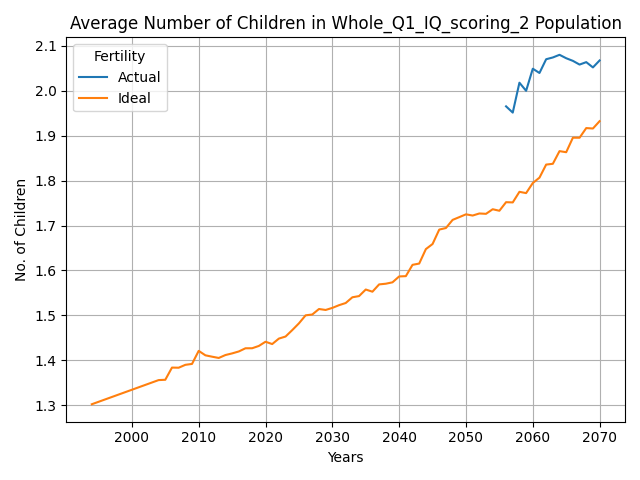 Average Number of Children in Whole_Q1_IQ_scoring_2 Population
Fertility
Actual
Ideal
No. of Children
2.1
2.0
1.9
1.8
1.7
1.6
1.5
1.4
1.3
2000 2010 2020 2030 2040 2050 2060 2070
Years